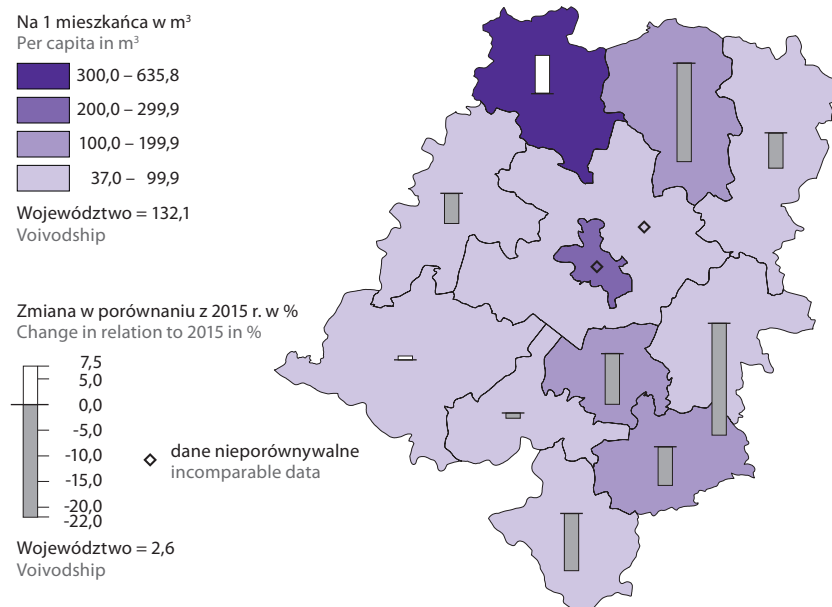 Na 1 mieszkańca w m³
Per capita in m³
300,0 – 635,8
200,0 – 299,9
100,0 – 199,9
37,0 – 99,9
Województwo = 132,1
Voivodship
Zmiana w porównaniu z 2015 r. w %
Change in relation to 2015 in %
7,5
5,0
0,0
-5,0
-10,0
-15,0
-20,0
-22,0
dane nieporównywalne
incomparable data
Województwo = 2,6
Voivodship